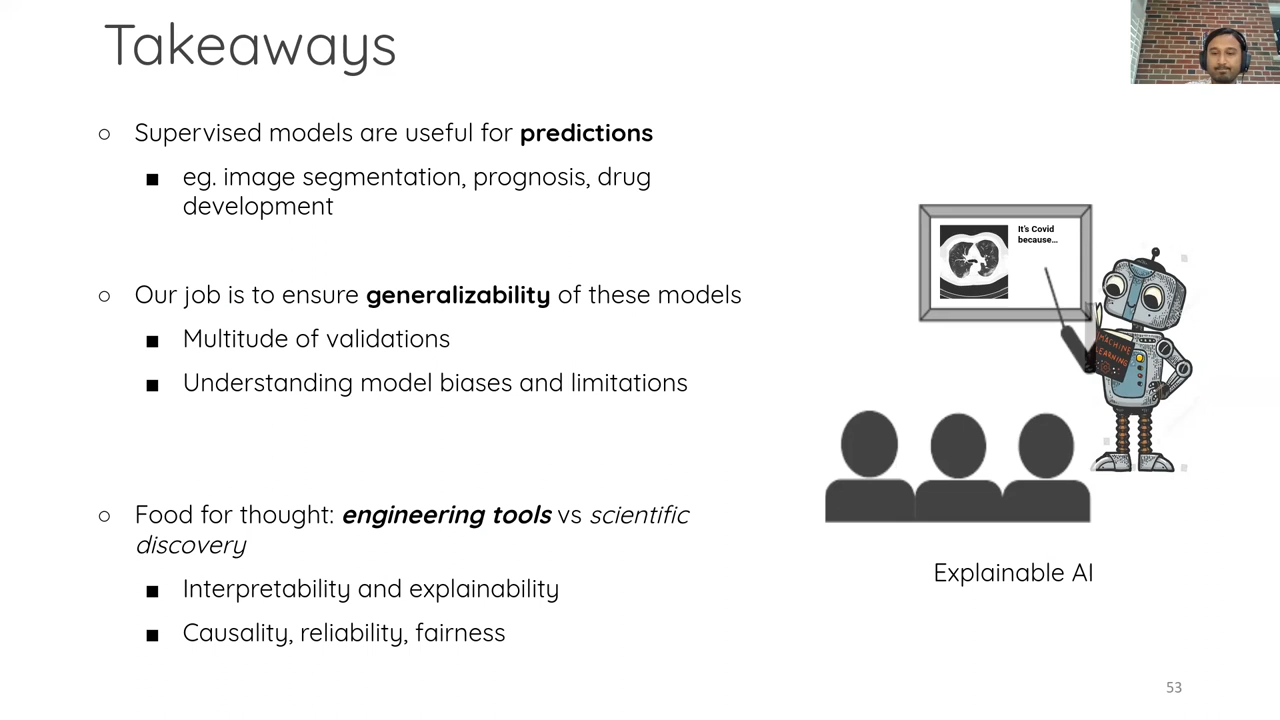 Takeaways
○ Supervised models are useful for predictions
■ eg. image segmentation, prognosis, drug
development
○ Our job is to ensure generalizability of these models
■ Multitude of validations
■ Understanding model biases and limitations
○ Food for thought: engineering tools vs scientific
discovery
■ Interpretability and explainability
■ Causality, reliability, fairness
It's Covid
because...
MACHINE
LEARNING
Explainable AI
53